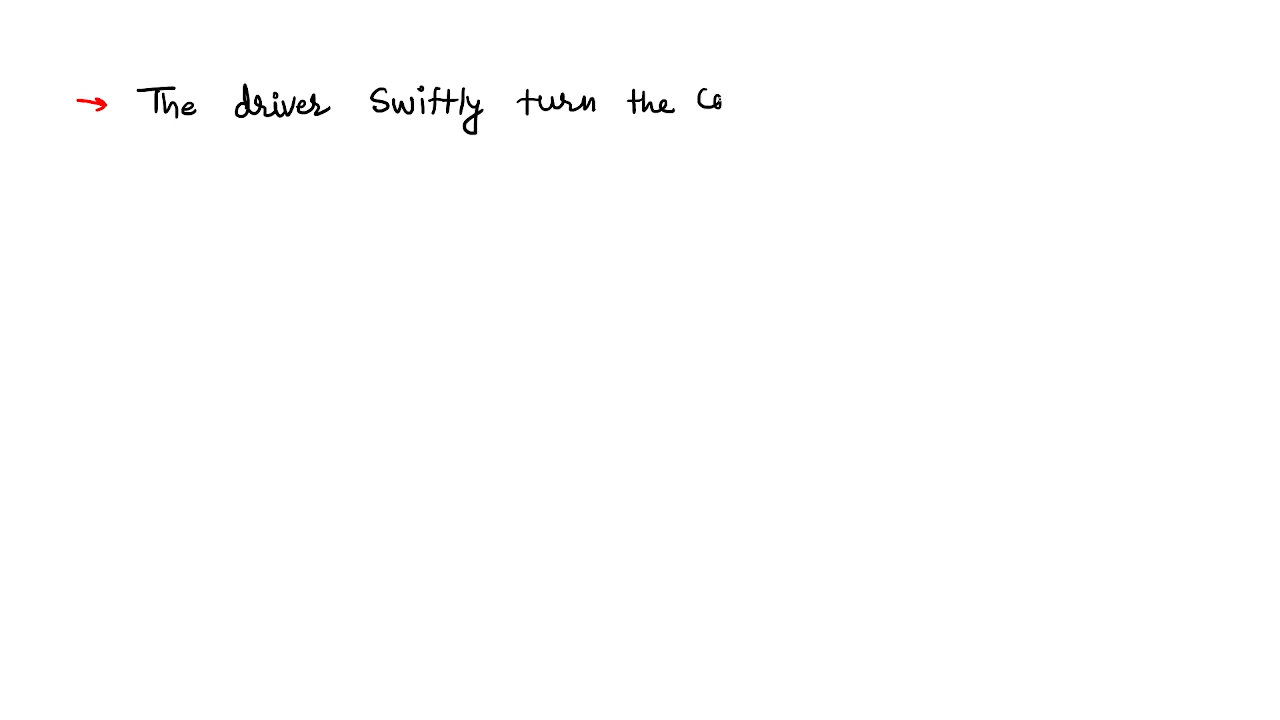 → The driver Swiftly turn the